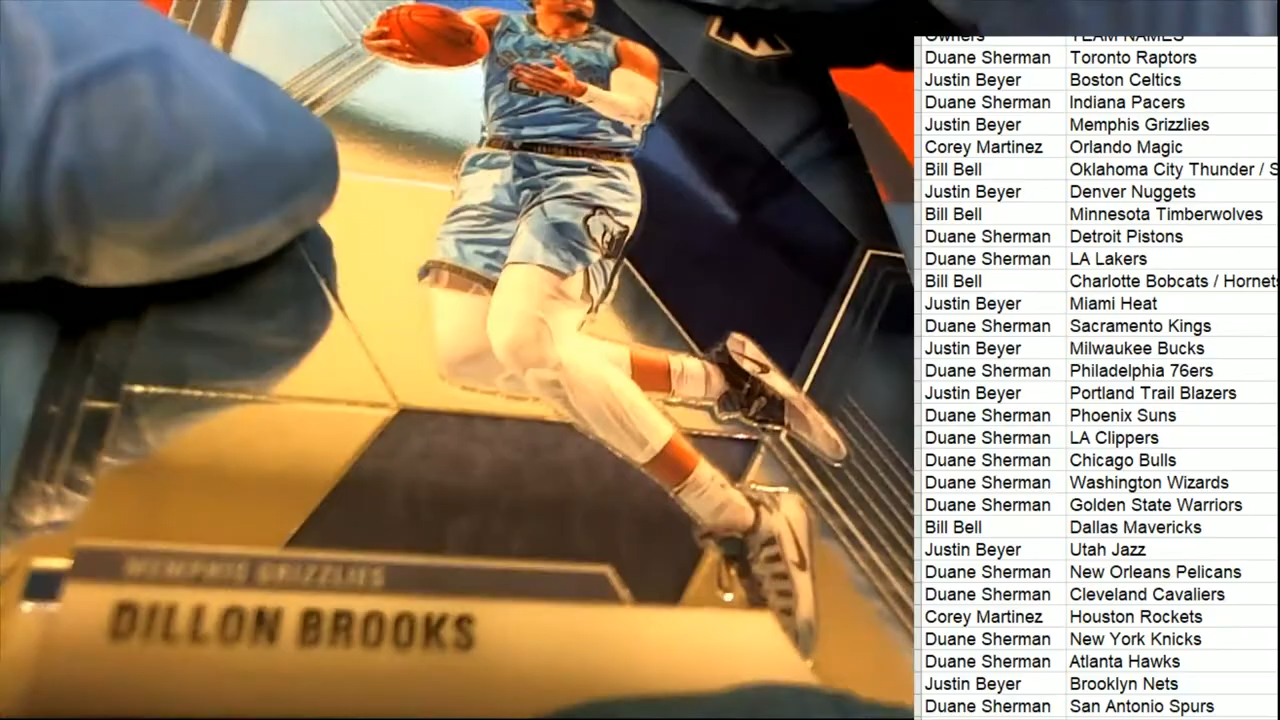 MEMPHIS GRIZZLIES
DILLON BROOKS
Owners TEAM NAMES
Duane Sherman Toronto Raptors
Justin Beyer Boston Celtics
Duane Sherman Indiana Pacers
Justin Beyer Memphis Grizzlies
Corey Martinez Orlando Magic
Bill Bell Oklahoma City Thunder / S
Justin Beyer Denver Nuggets
Bill Bell Minnesota Timberwolves
Duane Sherman Detroit Pistons
Duane Sherman LA Lakers
Bill Bell Charlotte Bobcats / Hornets
Justin Beyer Miami Heat
Duane Sherman Sacramento Kings
Justin Beyer Milwaukee Bucks
Duane Sherman Philadelphia 76ers
Justin Beyer Portland Trail Blazers
Duane Sherman Phoenix Suns
Duane Sherman LA Clippers
Duane Sherman Chicago Bulls
Duane Sherman Washington Wizards
Duane Sherman Golden State Warriors
Bill Bell Dallas Mavericks
Justin Beyer Utah Jazz
Duane Sherman New Orleans Pelicans
Duane Sherman Cleveland Cavaliers
Corey Martinez Houston Rockets
Duane Sherman New York Knicks
Duane Sherman Atlanta Hawks
Justin Beyer Brooklyn Nets
Duane Sherman San Antonio Spurs